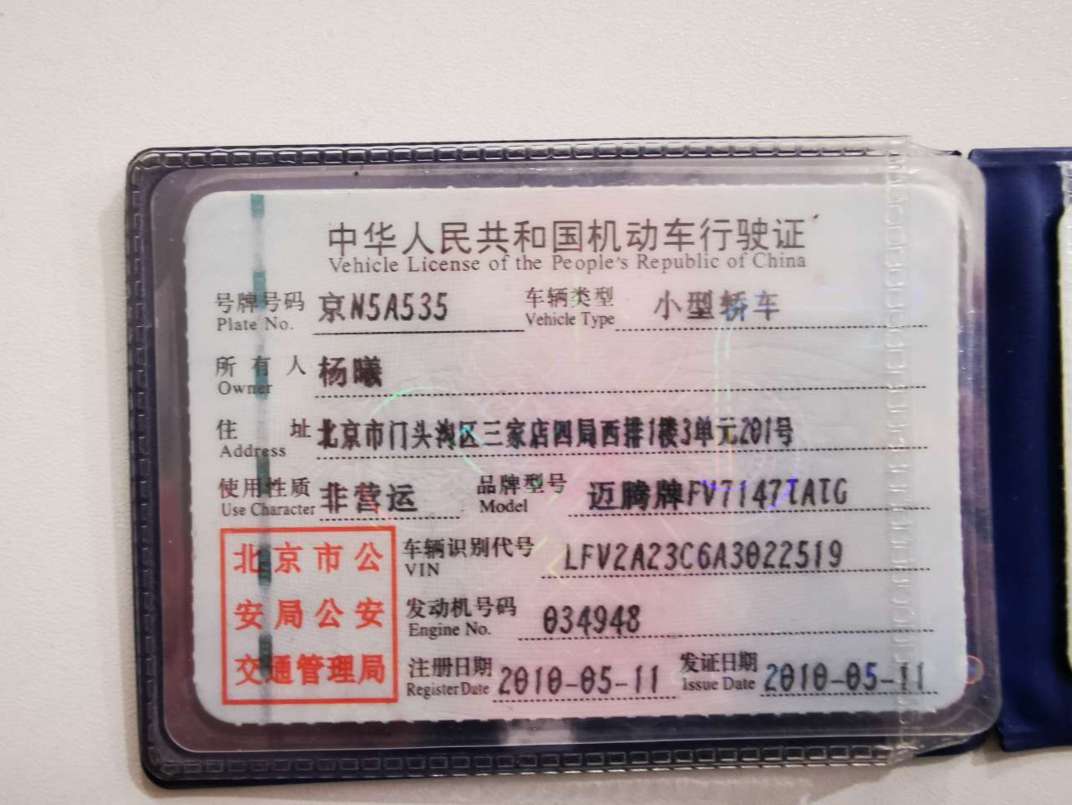 中华人民共和国机动车行驶证
Vehicle License of the People's Republic of China
号牌号码 京N5A535 车辆类型 小型轿车
Plate No. Vehicle Type
所有人 杨曦
Owner
住址 北京市门头沟区三家店四局西排1楼3单元201号
Address
使用性质 非营运 品牌型号 迈腾牌FV7147TATG
Use Character Model
北京市公 车辆识别代号 LFV2A23C6A3022519
VIN
安局公安 发动机号码 034948
Engine No.
交通管理局 注册日期 2010-05-11 发证日期 2010-05-11
Register Date Issue Date